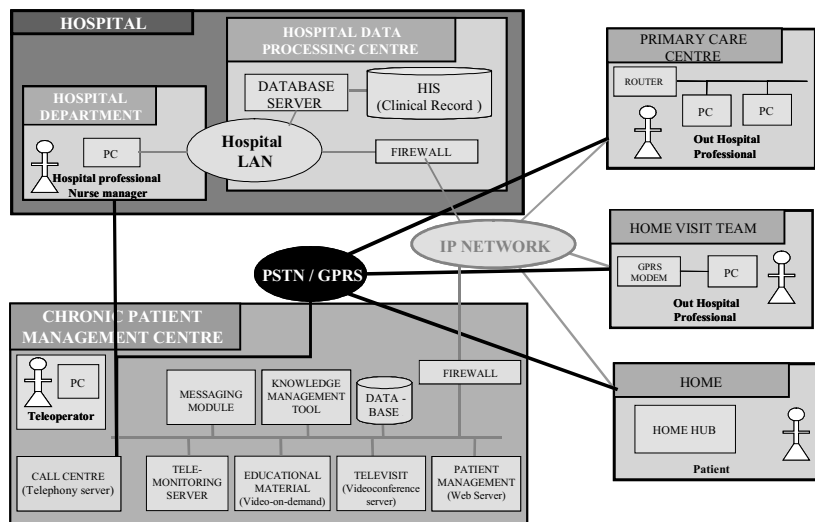 HOSPITAL
HOSPITAL DATA
PROCESSING CENTRE
DATABASE
SERVER
HIS
(Clinical Record )
HOSPITAL
DEPARTMENT
PC
Hospital professional
Nurse manager
Hospital
LAN
FIREWALL
PRIMARY CARE
CENTRE
ROUTER
PC
PC
Out Hospital
Professional
IP NETWORK
PSTN / GPRS
HOME VISIT TEAM
GPRS
MODEM
PC
Out Hospital
Professional
CHRONIC PATIENT
MANAGEMENT CENTRE
PC
Teleoperator
MESSAGING
MODULE
KNOWLEDGE
MANAGEMENT
TOOL
DATA -
BASE
FIREWALL
CALL CENTRE
(Telephony server)
TELE-
MONITORING
SERVER
EDUCATIONAL
MATERIAL
(Video-on-demand)
TELEVISIT
(Videoconference
server)
PATIENT
MANAGEMENT
(Web Server)
HOME
HOME HUB
Patient